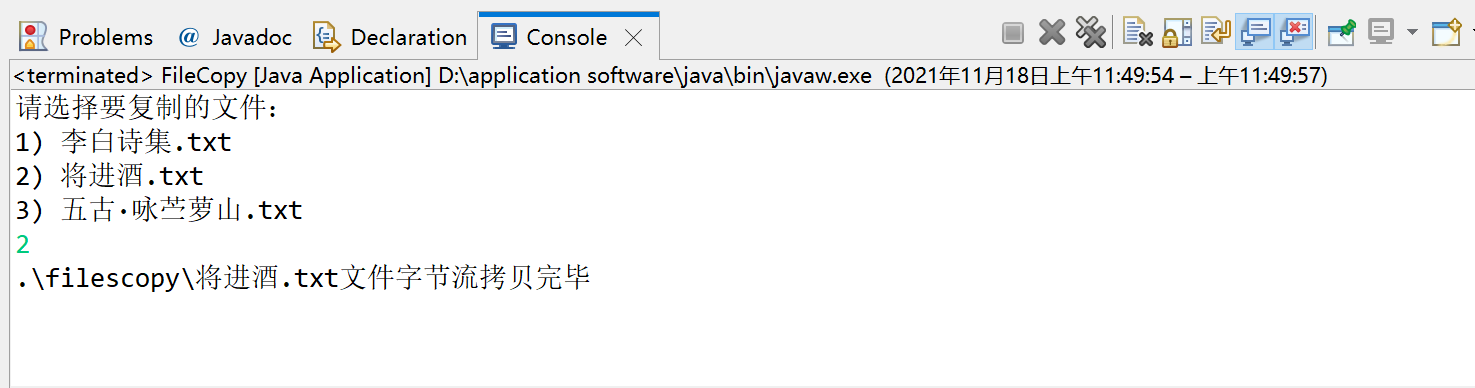 Problems @ Javadoc Declaration Console
<terminated> FileCopy [Java Application] D:\application software\java\bin\javaw.exe (2021年11月18日上午11:49:54 – 上午11:49:57)
请选择要复制的文件:
1) 李白诗集.txt
2) 将进酒.txt
3) 五古·咏苎萝山.txt
2
.\filescopy\将进酒.txt文件字节流拷贝完毕